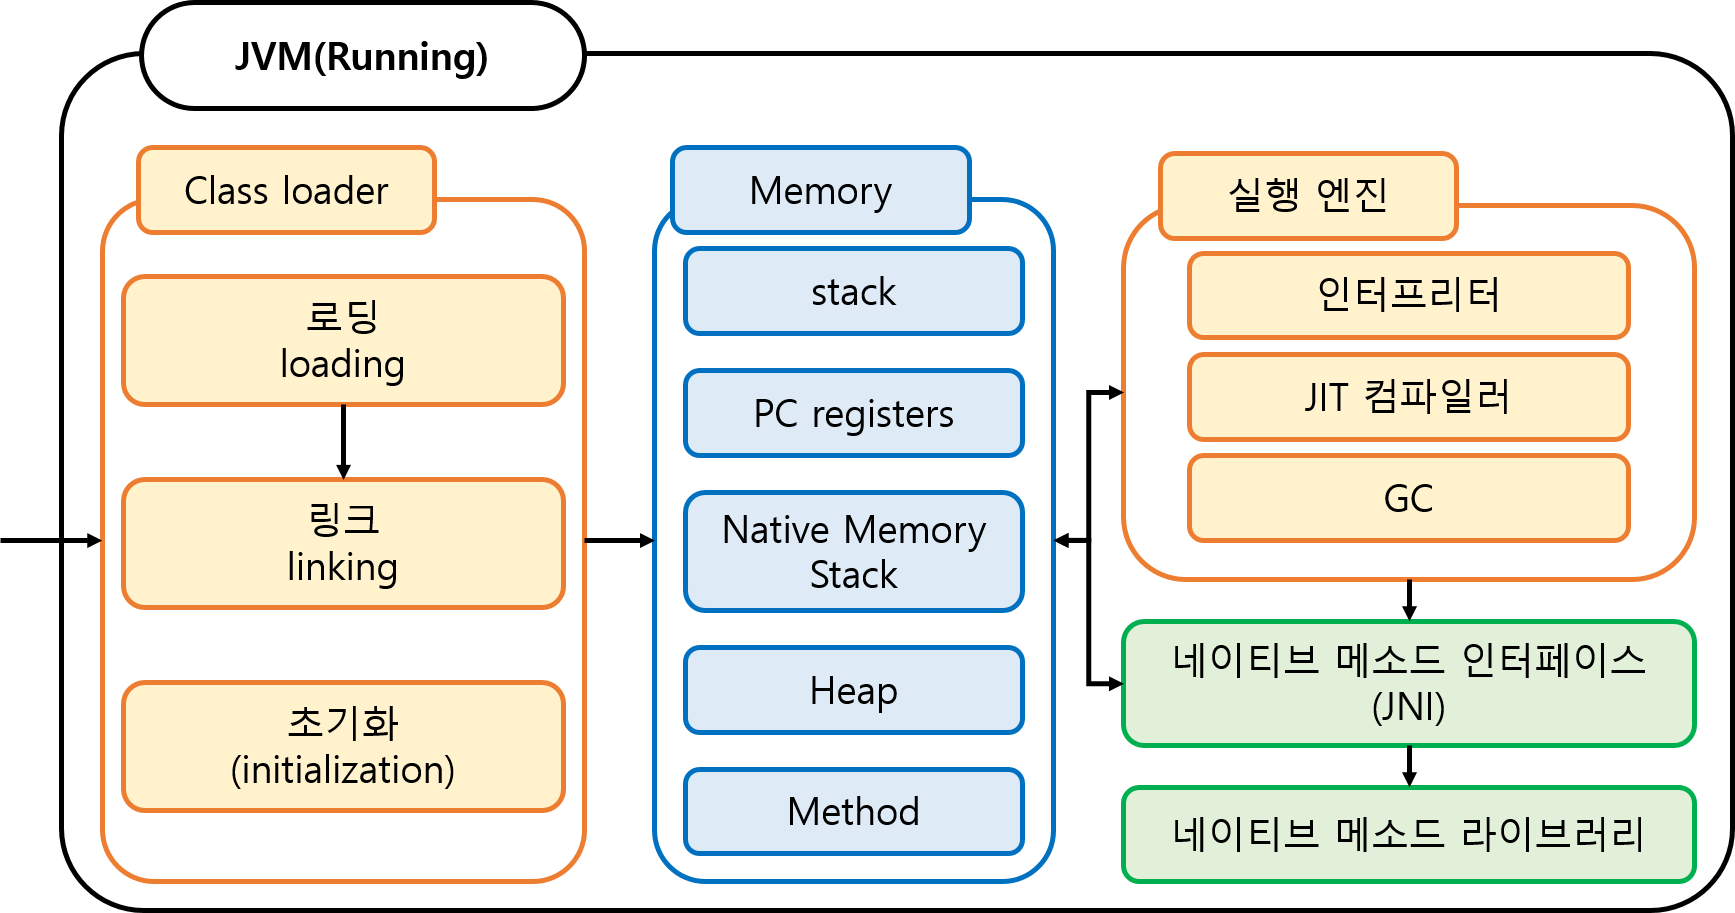 JVM(Running)
Class loader
로딩
loading
링크
linking
초기화
(initialization)
Memory
stack
PC registers
Native Memory
Stack
Heap
Method
실행 엔진
인터프리터
JIT 컴파일러
GC
네이티브 메소드 인터페이스
(JNI)
네이티브 메소드 라이브러리